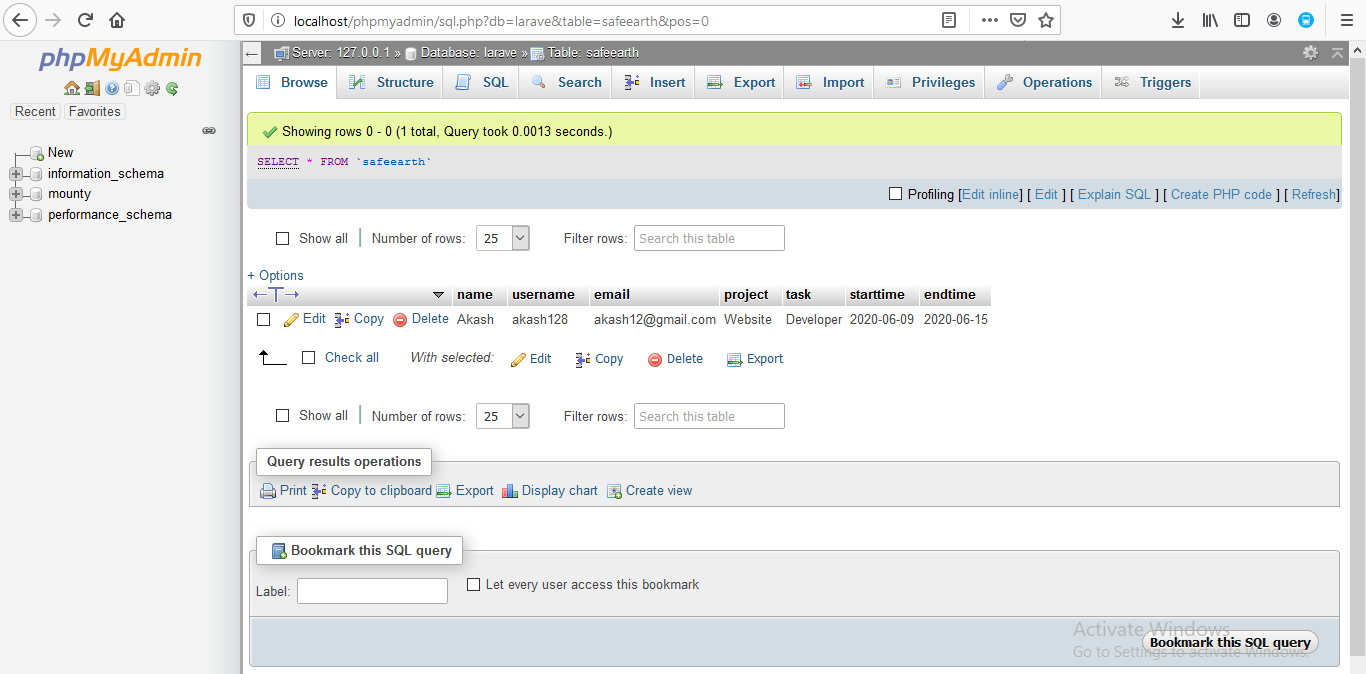 localhost/phpmyadmin/sql.php?db=larave&table=safeearth&pos=0
phpMyAdmin
Recent Favorites
New
information_schema
mounty
performance_schema
Server: 127.0.0.1 » Database: larave » Table: safeearth
Browse Structure SQL Search Insert Export Import Privileges Operations Triggers
Showing rows 0 - 0 (1 total, Query took 0.0013 seconds.)
SELECT * FROM `safeearth`
Profiling [Edit inline] [ Edit ] [ Explain SQL ] [ Create PHP code ] [ Refresh]
Show all Number of rows: 25 Filter rows: Search this table
+ Options
←T→ name username email project task starttime endtime
Edit Copy Delete Akash akash128 akash12@gmail.com Website Developer 2020-06-09 2020-06-15
Check all With selected: Edit Copy Delete Export
Show all Number of rows: 25 Filter rows: Search this table
Query results operations
Print Copy to clipboard Export Display chart Create view
Bookmark this SQL query
Label: Let every user access this bookmark
Activate Windows
Bookmark this SQL query
Go to Settings to activate Windows.